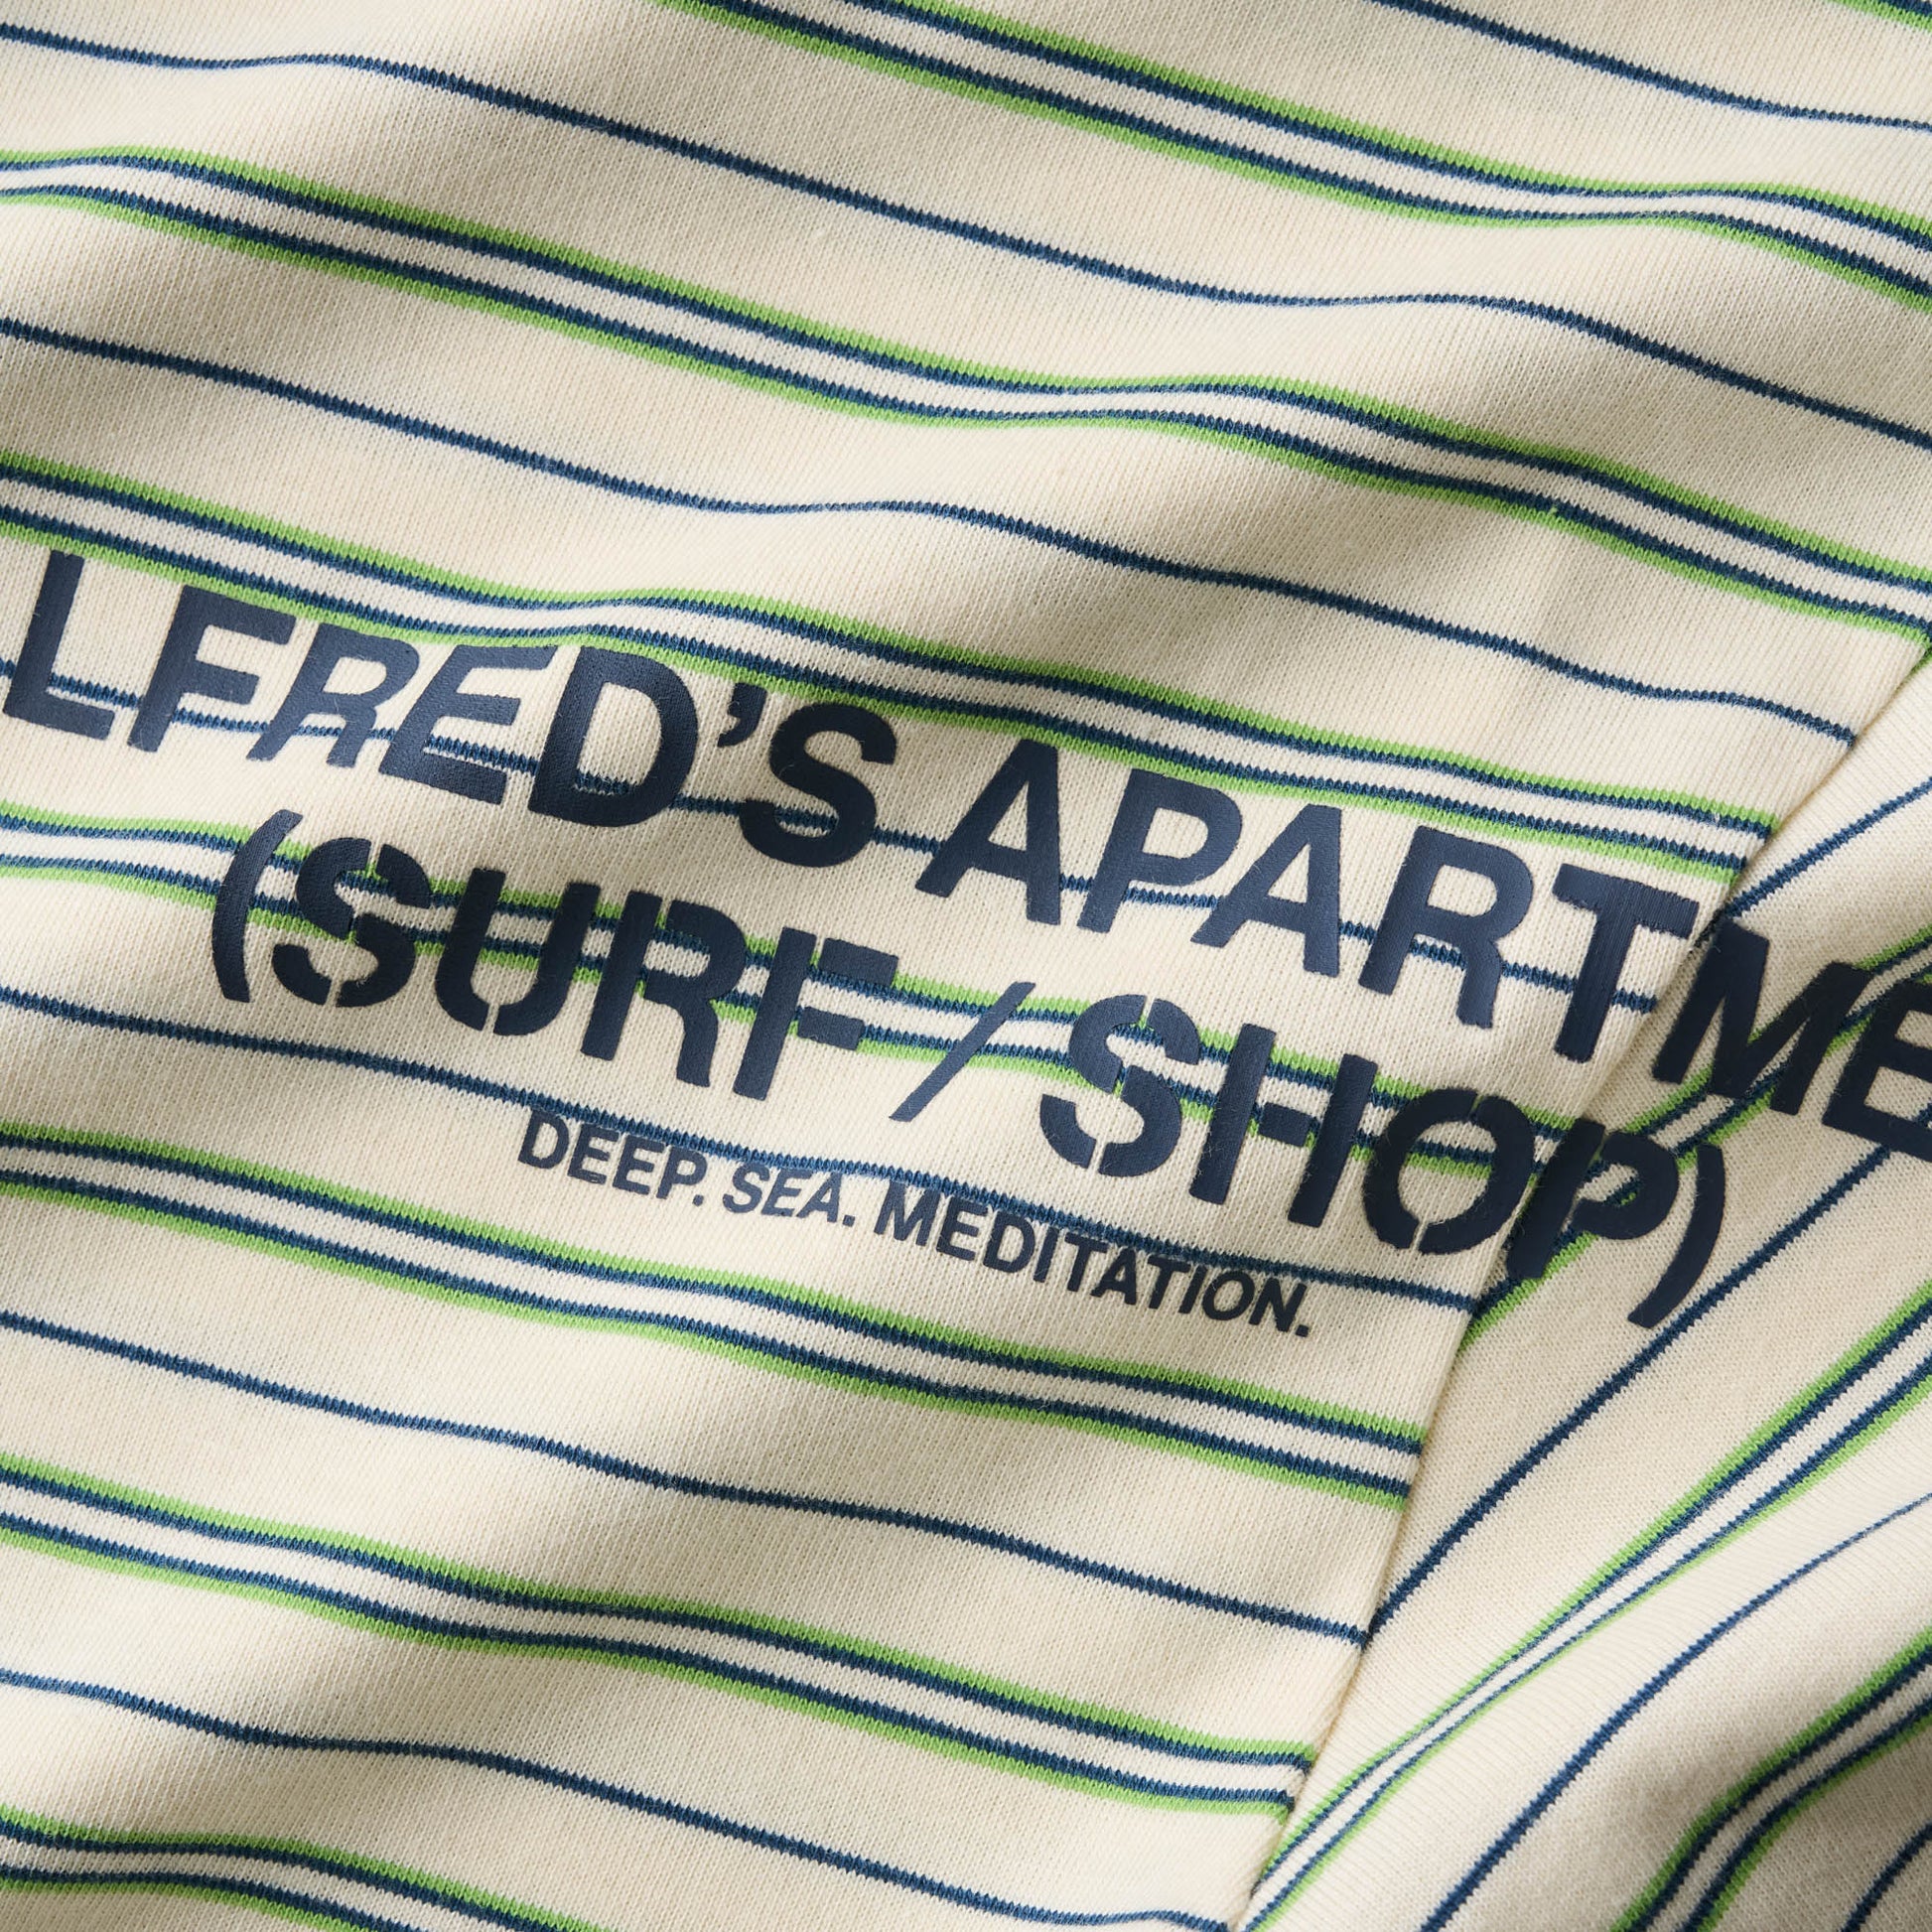 LFRED'S APARTME
(SURF/SHOP)
DEEP. SEA. MEDITATION.